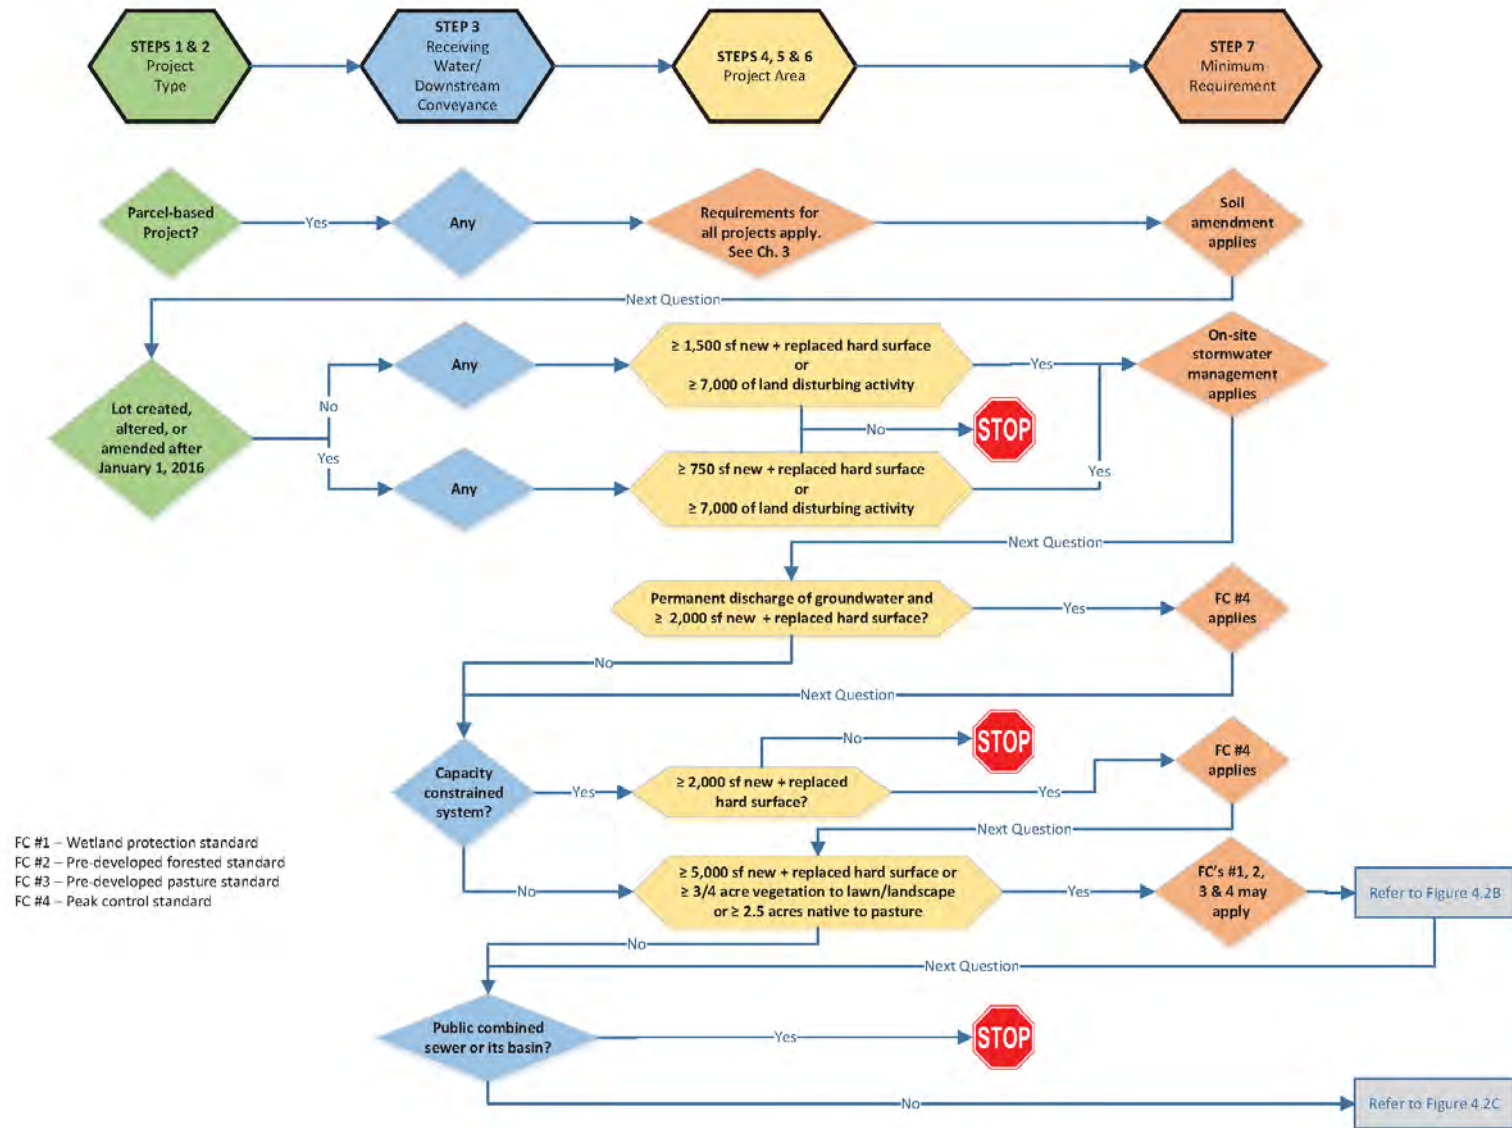 STEPS 1 & 2
Project
Type
STEP 3
Receiving
Water/
Downstream
Conveyance
STEPS 4, 5 & 6
Project Area
STEP 7
Minimum
Requirement
Parcel-based
Project?
Yes
Any
Requirements for
all projects apply.
See Ch. 3
Soil
amendment
applies
Next Question
Lot created,
altered, or
amended after
January 1, 2016
No
Yes
Any
≥ 1,500 sf new + replaced hard surface
or
≥ 7,000 of land disturbing activity
Yes
On-site
stormwater
management
applies
No
STOP
Any
≥ 750 sf new + replaced hard surface
or
≥ 7,000 of land disturbing activity
Yes
Next Question
Permanent discharge of groundwater and
≥ 2,000 sf new + replaced hard surface?
Yes
FC #4
applies
No
Next Question
Capacity
constrained
system?
Yes
≥ 2,000 sf new + replaced
hard surface?
No
STOP
Yes
FC #4
applies
Next Question
No
≥ 5,000 sf new + replaced hard surface or
≥ 3/4 acre vegetation to lawn/landscape
or ≥ 2.5 acres native to pasture
Yes
FC's #1, 2,
3 & 4 may
apply
Refer to Figure 4.2B
FC #1 – Wetland protection standard
FC #2 – Pre-developed forested standard
FC #3 – Pre-developed pasture standard
FC #4 – Peak control standard
No
Next Question
Public combined
sewer or its basin?
Yes
STOP
No
Refer to Figure 4.2C